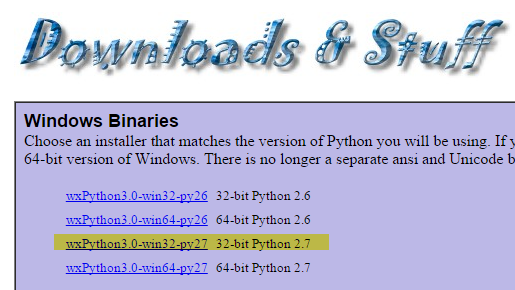 Downloads & Stuff
Windows Binaries
Choose an installer that matches the version of Python you will be using. If
64-bit version of Windows. There is no longer a separate ansi and Unicode
wxPython3.0-win32-py26 32-bit Python 2.6
wxPython3.0-win64-py26 64-bit Python 2.6
wxPython3.0-win32-py27 32-bit Python 2.7
wxPython3.0-win64-py27 64-bit Python 2.7